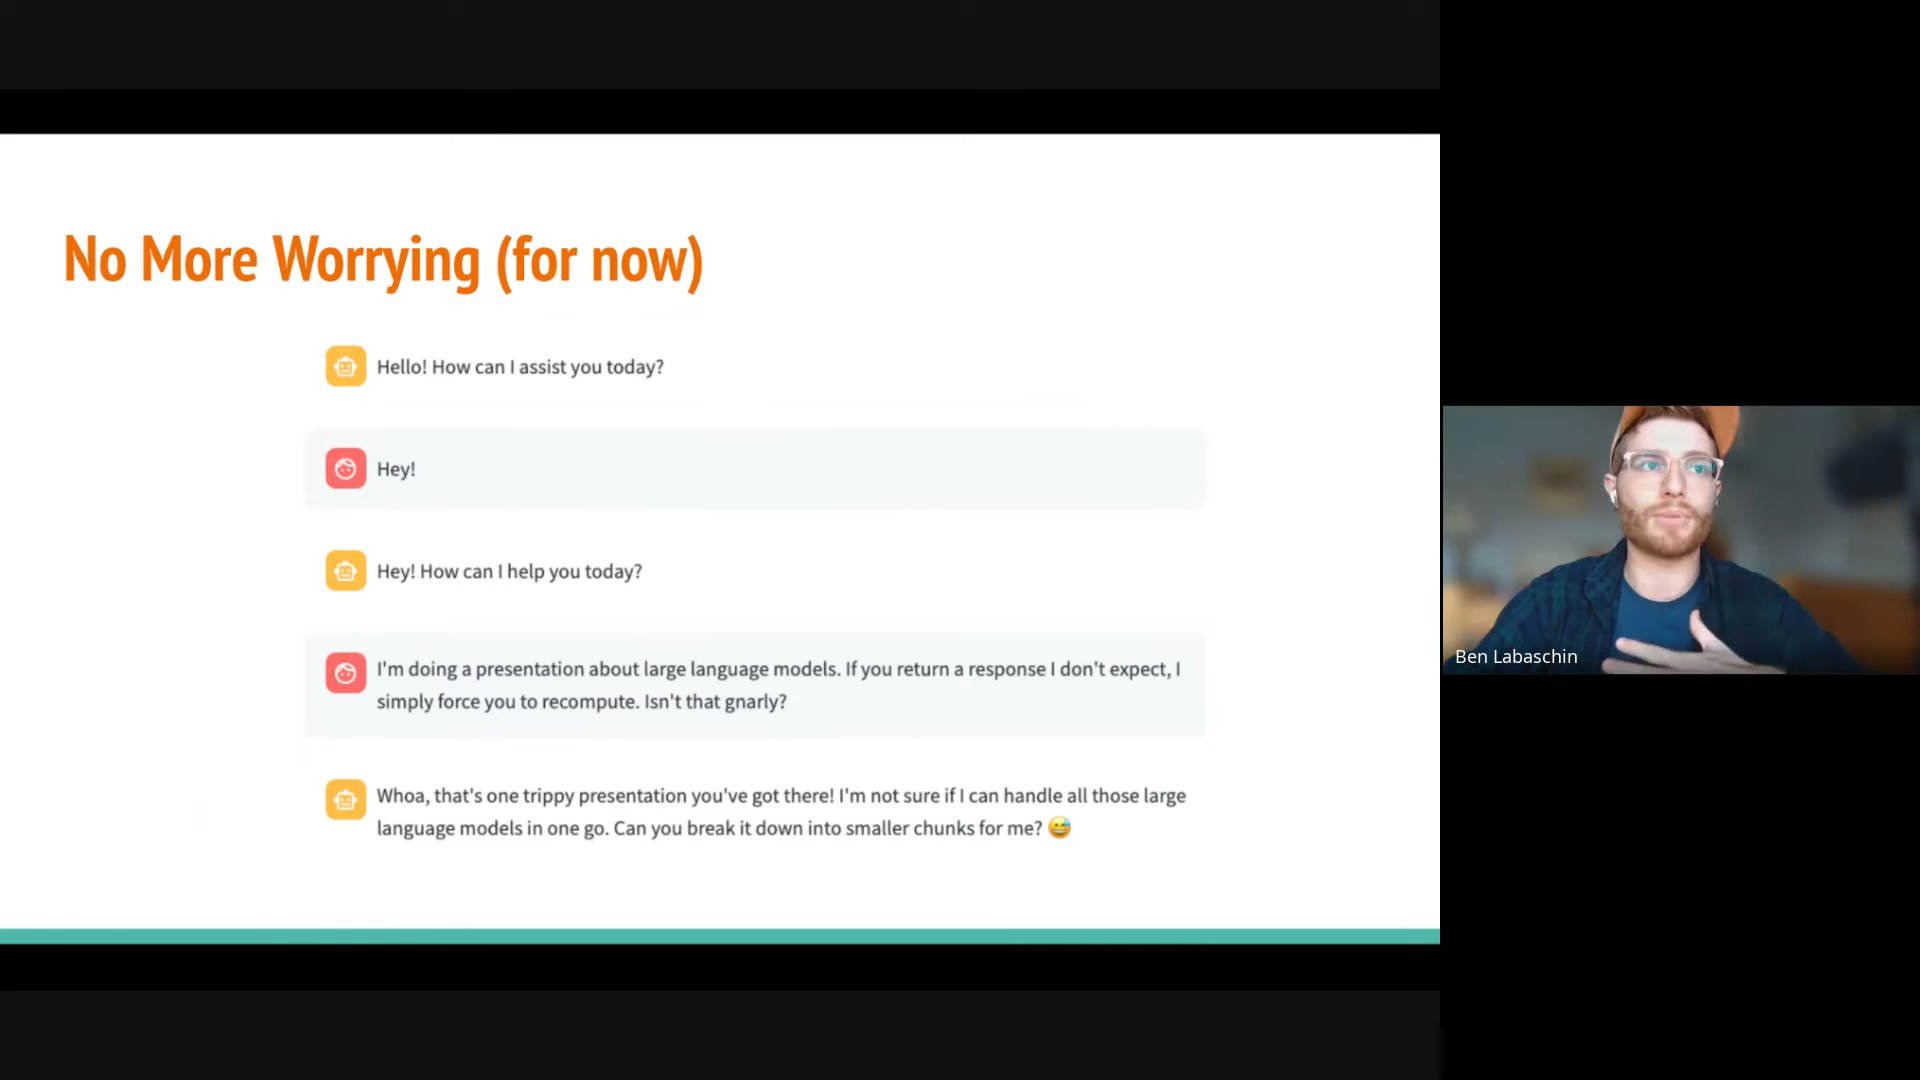 No More Worrying (for now)
Hello! How can I assist you today?
Hey!
Hey! How can I help you today?
I'm doing a presentation about large language models. If you return a response I don't expect, I
simply force you to recompute. Isn't that gnarly?
Whoa, that's one trippy presentation you've got there! I'm not sure if I can handle all those large
language models in one go. Can you break it down into smaller chunks for me? 😅
Ben Labaschin